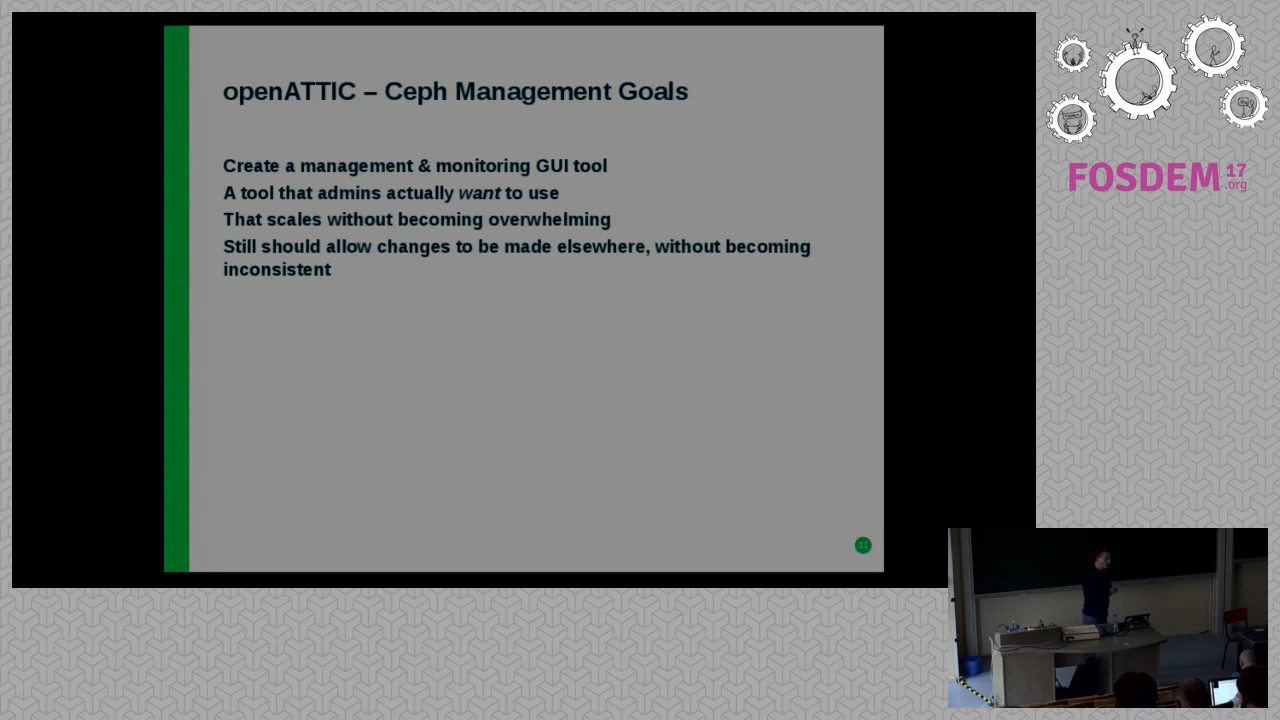 openATTIC – Ceph Management Goals
Create a management & monitoring GUI tool
A tool that admins actually want to use
That scales without becoming overwhelming
Still should allow changes to be made elsewhere, without becoming
inconsistent
11
FOSDEM 17
.org